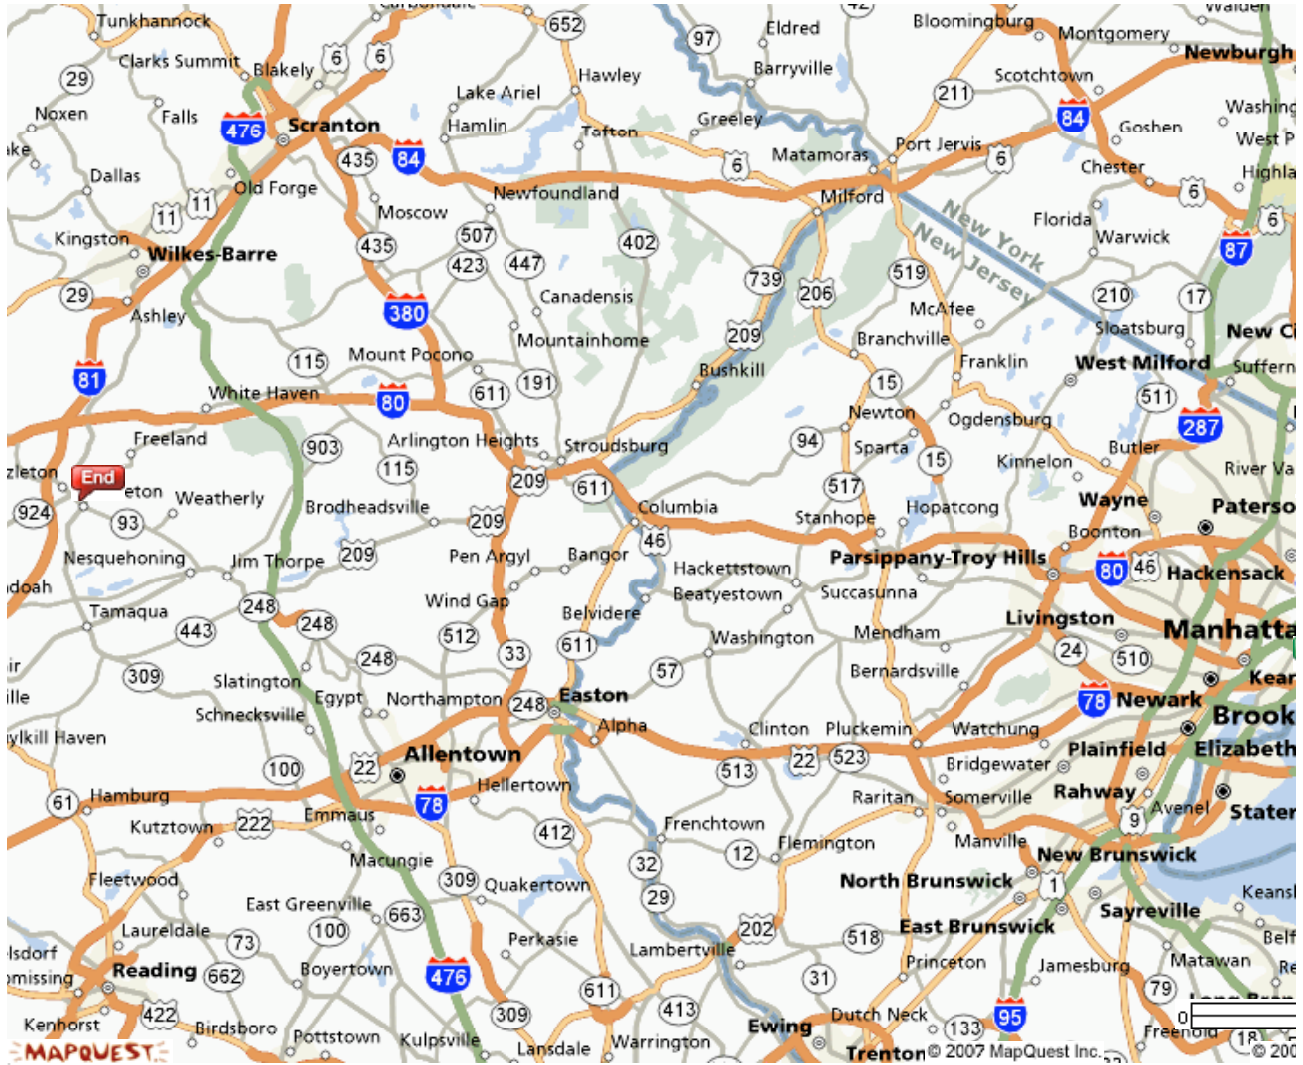 Tunkhannock
Carbondale
652
97
Eldred
42
Bloomingburg
Walden
Montgomery
Newburgh
Clarks Summit
Blakely
6
6
Hawley
Barryville
Scotchtown
29
Lake Ariel
211
84
Washing
Noxen
Falls
476
Scranton
Hamlin
Tafton
Greeley
Goshen
West P
ake
435
84
Matamoras
Port Jervis
6
6
Chester
Highla
Dallas
Old Forge
Newfoundland
Milford
6
11
11
Moscow
New York
New Jersey
Florida
6
Kingston
435
507
402
Warwick
87
Wilkes-Barre
423
447
739
519
29
380
Canadensis
206
McAfee
210
17
Ashley
Mountainhome
209
Branchville
Sloatsburg
New Ci
115
Mount Pocono
Bushkill
Franklin
West Milford
Suffern
81
White Haven
80
611
191
15
Newton
Ogdensburg
511
287
Freeland
903
Arlington Heights
Stroudsburg
94
Sparta
Butler
zleton
End
eton
115
209
611
517
15
Kinnelon
River Va
924
93
Weatherly
Brodheadsville
209
Columbia
Stanhope
Hopatcong
Wayne
Paterso
Nesquehoning
Jim Thorpe
209
Pen Argyl
Bangor
46
Hackettstown
Parsippany-Troy Hills
Boonton
80
46
Hackensack
doah
Tamaqua
248
Wind Gap
Belvidere
Beatyestown
Succasunna
Livingston
Manhatta
443
248
512
611
Washington
Mendham
24
510
ir
309
248
33
57
Bernardsville
78
Newark
Kear
ille
Slatington
Egypt
Northampton
248
Easton
Brook
Schnecksville
Alpha
Clinton
Pluckemin
Watchung
ylkill Haven
Allentown
22
523
Plainfield
Elizabeth
100
22
Hellertown
513
Bridgewater
61
Hamburg
78
Raritan
Somerville
Rahway
Avenel
Stater
Kutztown
222
Emmaus
412
Frenchtown
Flemington
Manville
9
Macungie
32
12
New Brunswick
Fleetwood
309
Quakertown
29
North Brunswick
1
Keans
East Greenville
663
202
518
East Brunswick
Sayreville
Laureldale
100
Perkasie
Lambertville
Belf
elsdorf
73
Matawan
omissing
Reading
662
Boyertown
476
Princeton
Jamesburg
Re
31
422
309
611
413
95
79
Long Bran
Kenhorst
Birdsboro
Ewing
Dutch Neck
133
0
Pottstown
Kulpsville
Lansdale
Warrington
Trenton
Freehold
18
MAPQUEST.
© 2007 MapQuest Inc.
33
© 200